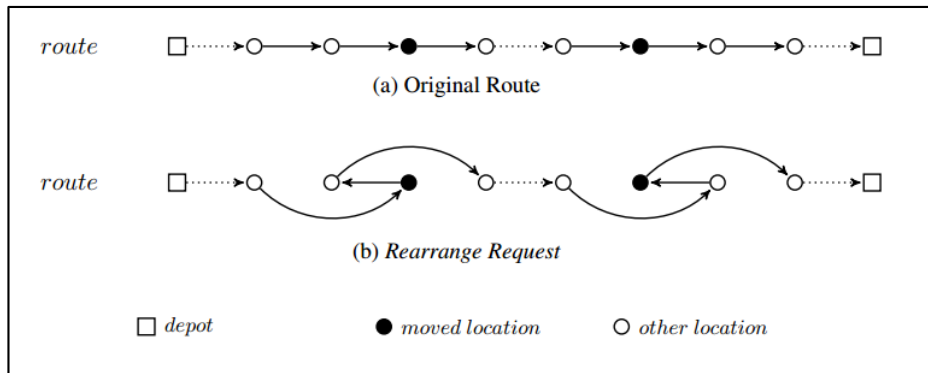 route
(a) Original Route
route
(b) Rearrange Request
depot moved location other location